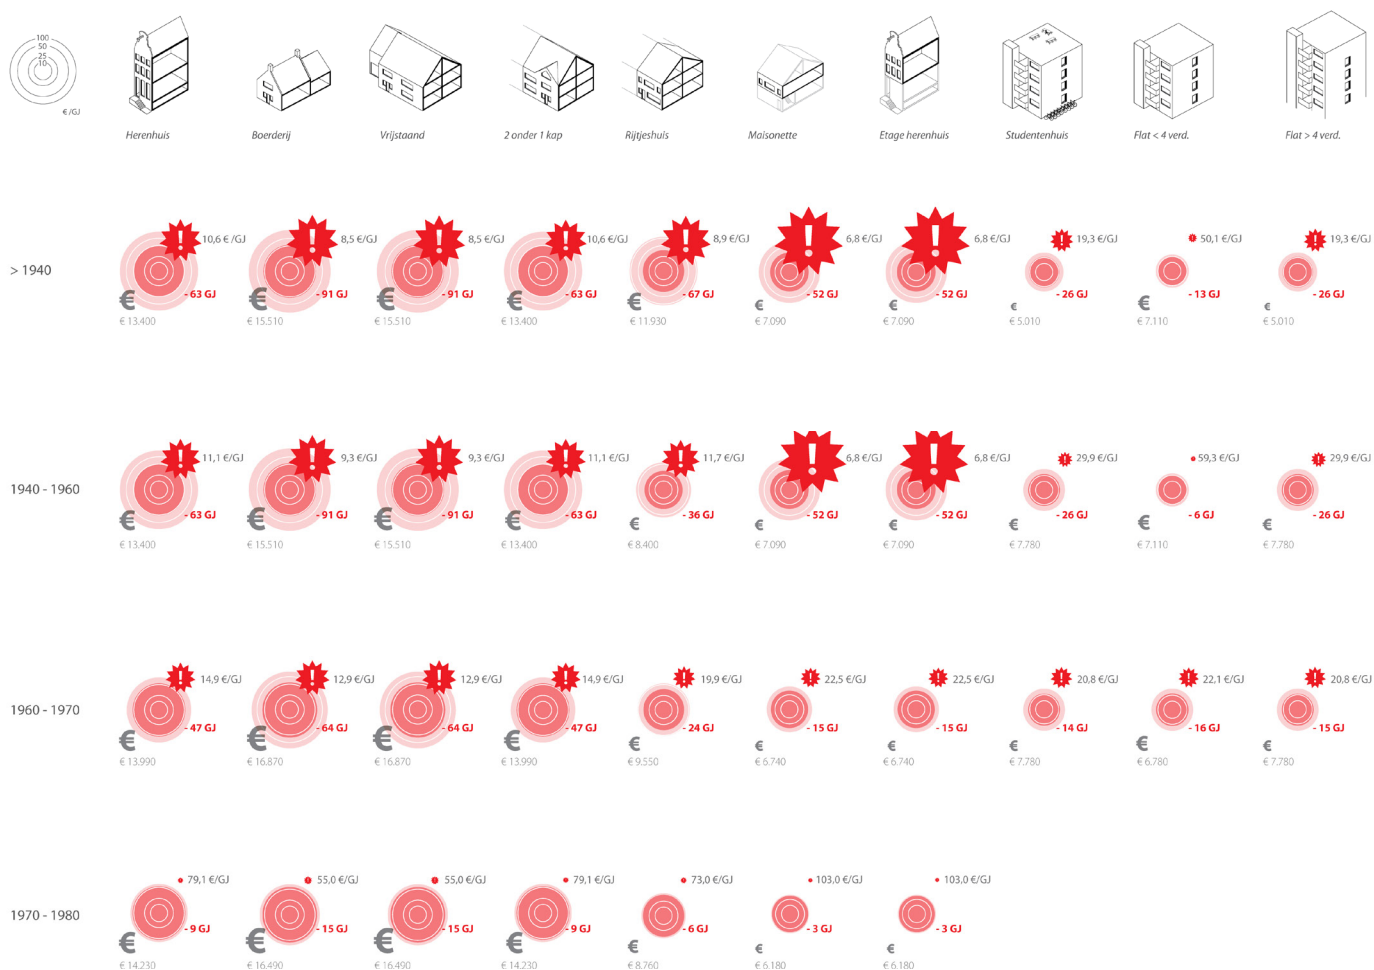 100
50
25
10
€ /GJ
Herenhuis Boerderij Vrijstaand 2 onder 1 kap Rijtjeshuis Maisonette Etage herenhuis Studentenhuis Flat < 4 verd. Flat > 4 verd.
! 10,6 € /GJ ! 8,5 €/GJ ! 8,5 €/GJ ! 10,6 €/GJ ! 8,9 €/GJ ! 6,8 €/GJ ! 6,8 €/GJ ! 19,3 €/GJ ! 50,1 €/GJ ! 19,3 €/GJ
> 1940
- 63 GJ - 91 GJ - 91 GJ - 63 GJ - 67 GJ - 52 GJ - 52 GJ - 26 GJ - 13 GJ - 26 GJ
€ € € € € € € € € €
€ 13.400 € 15.510 € 15.510 € 13.400 € 11.930 € 7.090 € 7.090 € 5.010 € 7.110 € 5.010
! 11,1 €/GJ ! 9,3 €/GJ ! 9,3 €/GJ ! 11,1 €/GJ ! 11,7 €/GJ ! 6,8 €/GJ ! 6,8 €/GJ ! 29,9 €/GJ 59,3 €/GJ ! 29,9 €/GJ
1940 - 1960
- 63 GJ - 91 GJ - 91 GJ - 63 GJ - 36 GJ - 52 GJ - 52 GJ - 26 GJ - 6 GJ - 26 GJ
€ € € € € € € € € €
€ 13.400 € 15.510 € 15.510 € 13.400 € 8.400 € 7.090 € 7.090 € 7.780 € 7.110 € 7.780
! 14,9 €/GJ ! 12,9 €/GJ ! 12,9 €/GJ ! 14,9 €/GJ ! 19,9 €/GJ ! 22,5 €/GJ ! 22,5 €/GJ ! 20,8 €/GJ ! 22,1 €/GJ ! 20,8 €/GJ
1960 - 1970
- 47 GJ - 64 GJ - 64 GJ - 47 GJ - 24 GJ - 15 GJ - 15 GJ - 14 GJ - 16 GJ - 15 GJ
€ € € € € € € € € €
€ 13.990 € 16.870 € 16.870 € 13.990 € 9.550 € 6.740 € 6.740 € 7.780 € 6.780 € 7.780
79,1 €/GJ 55,0 €/GJ 55,0 €/GJ 79,1 €/GJ 73,0 €/GJ 103,0 €/GJ 103,0 €/GJ
1970 - 1980
- 9 GJ - 15 GJ - 15 GJ - 9 GJ - 6 GJ - 3 GJ - 3 GJ
€ € € € € € €
€ 14.230 € 16.490 € 16.490 € 14.230 € 8.760 € 6.180 € 6.180